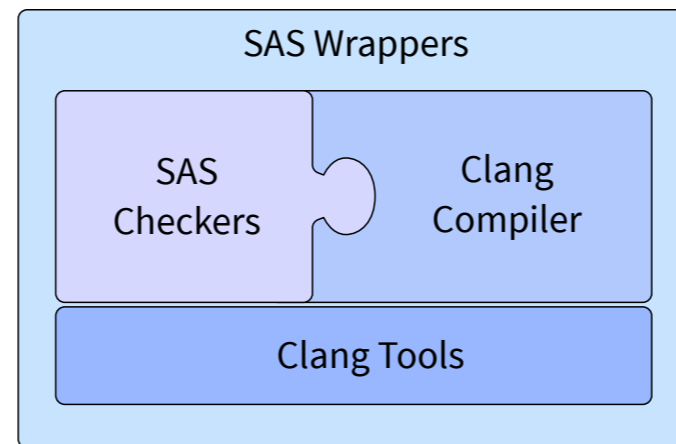 SAS Wrappers
SAS
Checkers
Clang
Compiler
Clang Tools